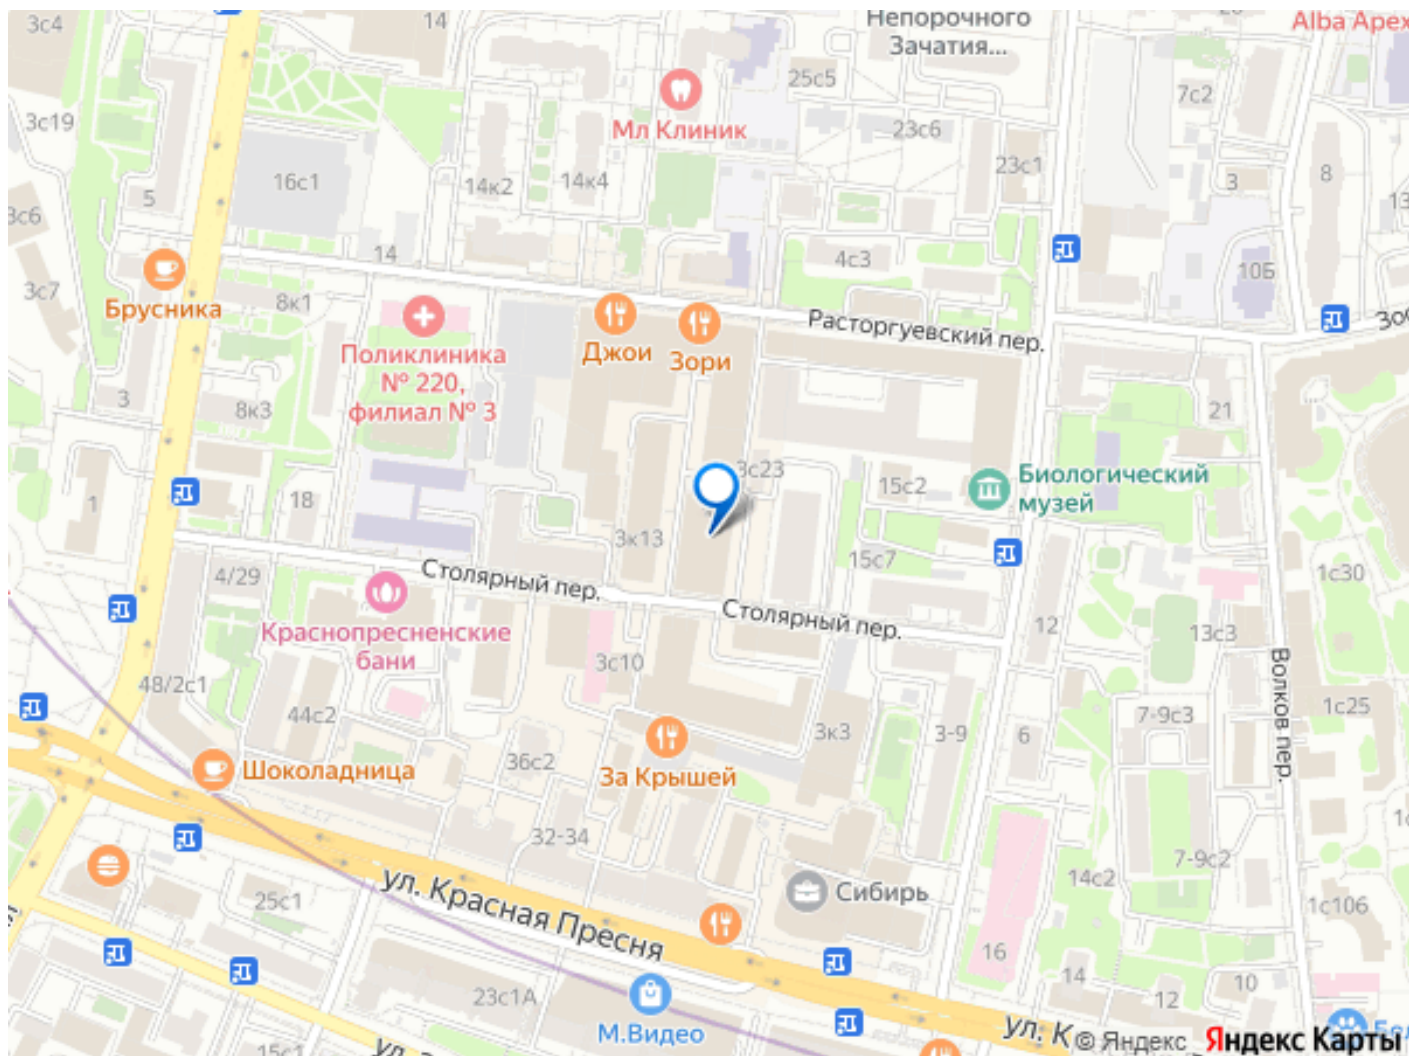 3с4
14
Непорочного
Зачатия...
Alba Apex
25с5
7с2
3с19
Мл Клиник
23с6
23с1
16с1
14к2
14к4
3
8
13
5
3с6
14
4с3
10Б
3с7
Брусника
8к1
Расторгуевский пер.
Зоо
Поликлиника
№ 220,
филиал № 3
Джои
Зори
3
8к3
21
3с23
15с2
Биологический
музей
1
18
3к13
15с7
1с30
4/29
Столярный пер.
Столярный пер.
Краснопресненские
бани
12
13с3
3с10
Волков пер.
48/2с1
44с2
3к3
3-9
6
7-9с3
1с25
Шоколадница
36с2
За Крышей
32-34
7-9с2
14с2
Сибирь
25с1
ул. Красная Пресня
1с106
16
14
12
10
23с1А
М.Видео
ул. К
15с1
ул.
© Яндекс Яндекс Карты